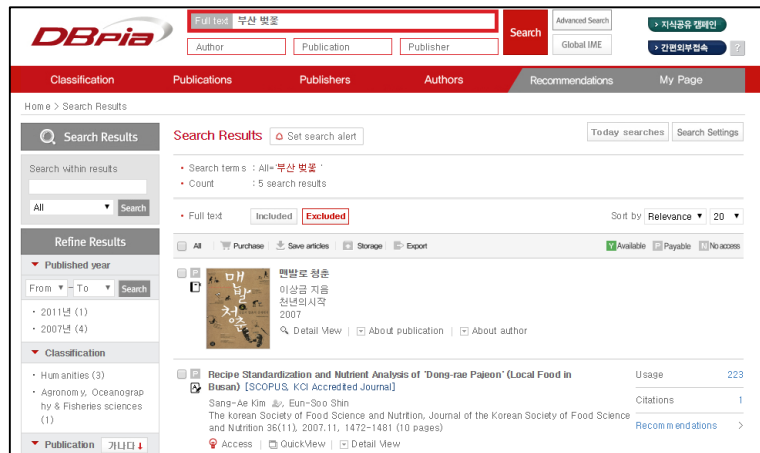 DBpia
Full text 부산 벚꽃
Author Publication Publisher
Search
Advanced Search
Global IME
> 지식공유 캠페인
> 간편외부접속 ?
Classification Publications Publishers Authors Recommendations My Page
Home > Search Results
Search Results
Search within results
All ▼ Search
Refine Results
▼ Published year
From ▼ - To ▼ Search
• 2011년 (1)
• 2007년 (4)
▼ Classification
• Humanities (3)
• Agronomy, Oceanograp
hy & Fisheries sciences
(1)
▼ Publication 가나다↓
Search Results Set search alert Today searches Search Settings
• Search terms : All='부산 벚꽃 '
• Count : 5 search results
• Full text Included Excluded Sort by Relevance ▼ 20 ▼
All Purchase Save articles Storage Export Y Available P Payable N No access
P
맨발
로
청춘
맨발로 청춘
이상금 지음
천년의시작
2007
Detail View | About publication | About author
P Recipe Standardization and Nutrient Analysis of 'Dong-rae Pajeon' (Local Food in
Busan) [SCOPUS, KCI Accredited Journal]
Sang-Ae Kim, Eun-Soo Shin
The korean Society of Food Science and Nutrition, Journal of the Korean Society of Food Science
and Nutrition 36(11), 2007.11, 1472-1481 (10 pages)
Access | QuickView | Detail View
Usage 223
Citations 1
Recommendations >